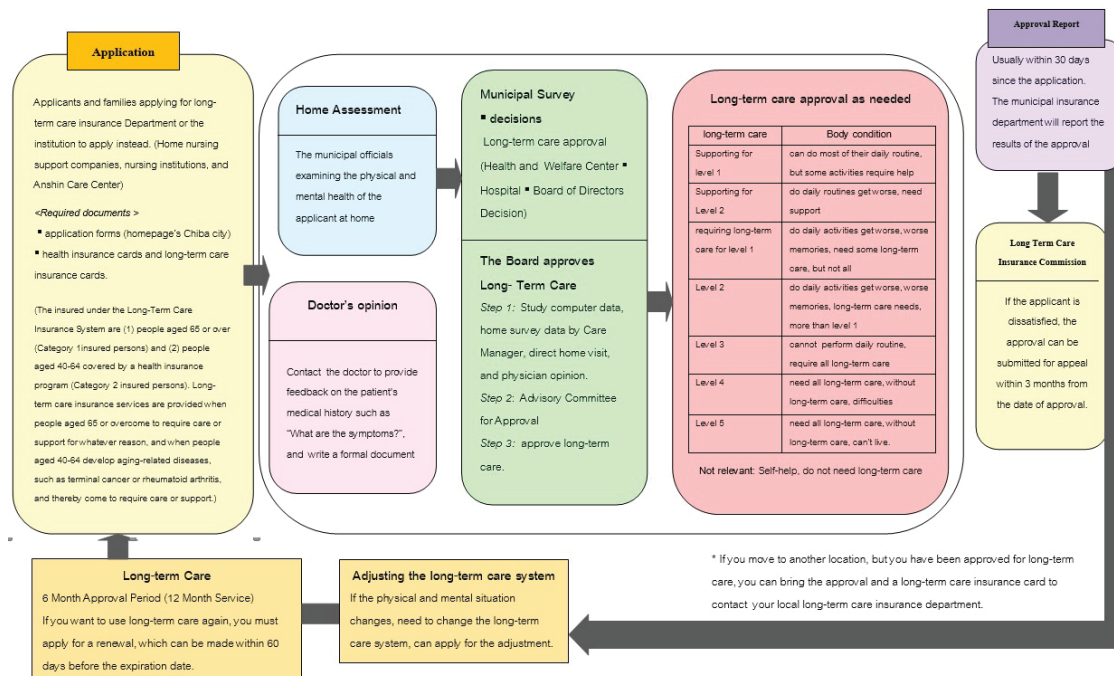 Application
Applicants and families applying for long-
term care insurance Department or the
institution to apply instead. (Home nursing
support companies, nursing institutions, and
Anshin Care Center)
<Required documents >
▪ application forms (homepage's Chiba city)
▪ health insurance cards and long-term care
insurance cards.
(The insured under the Long-Term Care
Insurance System are (1) people aged 65 or over
(Category 1insured persons) and (2) people
aged 40-64 covered by a health insurance
program (Category 2 insured persons). Long-
term care insurance services are provided when
people aged 65 or overcome to require care or
support for whatever reason, and when people
aged 40-64 develop aging-related diseases,
such as terminal cancer or rheumatoid arthritis,
and thereby come to require care or support.)
Home Assessment
The municipal officials
examining the physical and
mental health of the
applicant at home
Doctor's opinion
Contact the doctor to provide
feedback on the patient's
medical history such as
"What are the symptoms?",
and write a formal document
Municipal Survey
▪ decisions
Long-term care approval
(Health and Welfare Center ▪
Hospital ▪ Board of Directors
Decision)
The Board approves
Long- Term Care
Step 1: Study computer data,
home survey data by Care
Manager, direct home visit,
and physician opinion.
Step 2: Advisory Committee
for Approval
Step 3: approve long-term
care.
Long-term care approval as needed
long-term care Body condition
Supporting for can do most of their daily routine,
level 1 but some activities require help
Supporting for do daily routines get worse, need
Level 2 support
requiring long-term do daily activities get worse, worse
care for level 1 memories, need some long-term
care, but not all
Level 2 do daily activities get worse, worse
memories, long-term care needs,
more than level 1
Level 3 cannot perform daily routine,
require all long-term care
Level 4 need all long-term care, without
long-term care, difficulties
Level 5 need all long-term care, without
long-term care, can't live.
Not relevant: Self-help, do not need long-term care
Approval Report
Usually within 30 days
since the application.
The municipal insurance
department will report the
results of the approval
Long Term Care
Insurance Commission
If the applicant is
dissatisfied, the
approval can be
submitted for appeal
within 3 months from
the date of approval.
* If you move to another location, but you have been approved for long-term
care, you can bring the approval and a long-term care insurance card to
contact your local long-term care insurance department.
Adjusting the long-term care system
If the physical and mental situation
changes, need to change the long-term
care system, can apply for the adjustment.
Long-term Care
6 Month Approval Period (12 Month Service)
If you want to use long-term care again, you must
apply for a renewal, which can be made within 60
days before the expiration date.